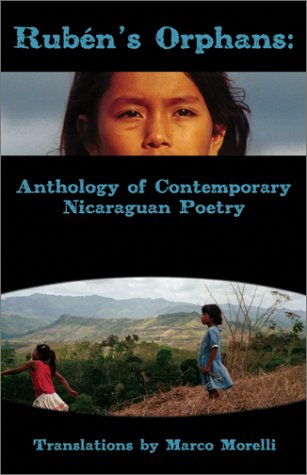 Rubén's Orphans:
Anthology of Contemporary
Nicaraguan Poetry
Translations by Marco Morelli